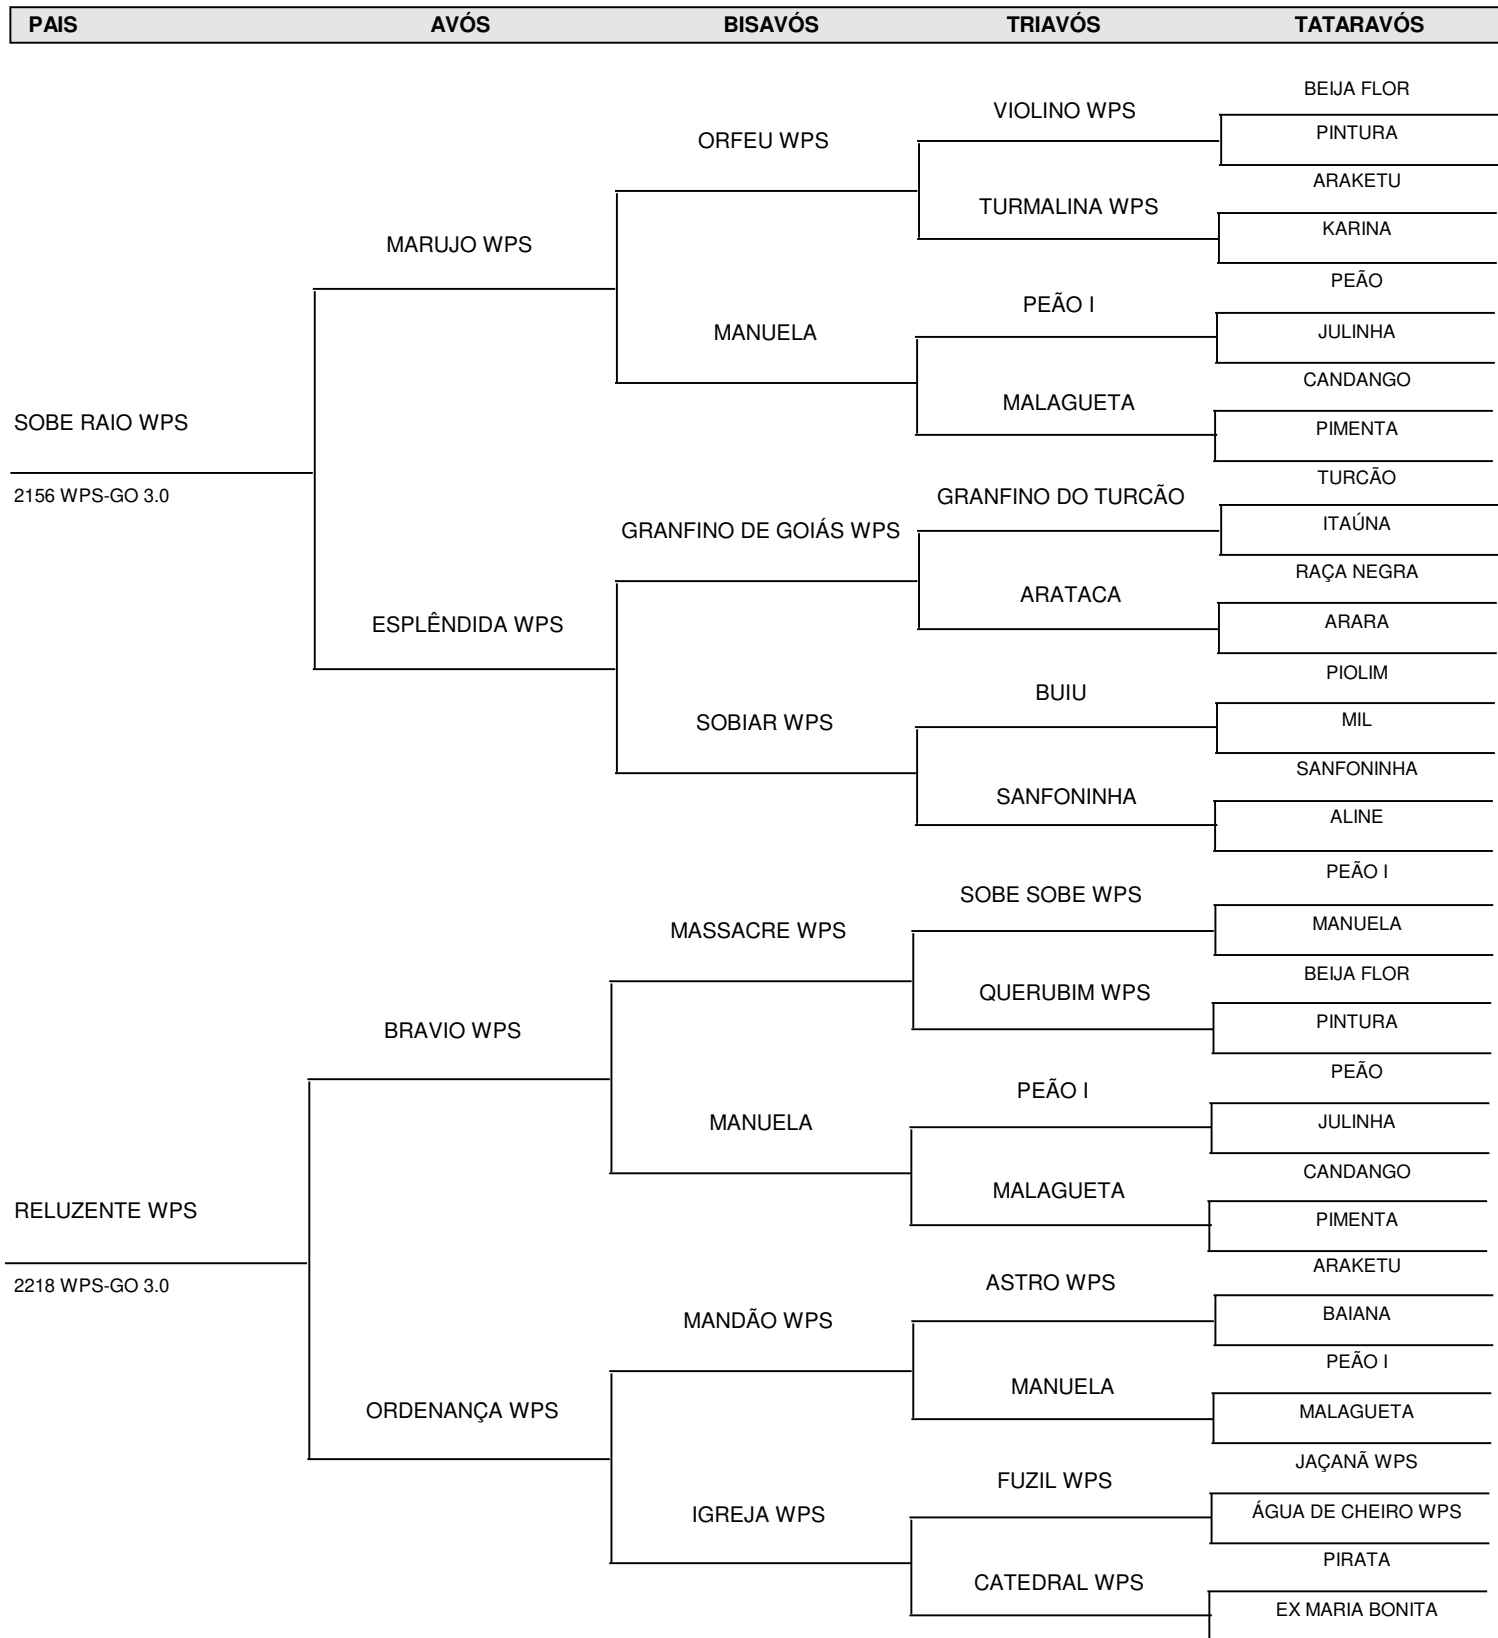 PAIS AVÓS BISAVÓS TRIAVÓS TATARAVÓS
BEIJA FLOR
VIOLINO WPS
PINTURA
ORFEU WPS
ARAKETU
TURMALINA WPS
KARINA
MARUJO WPS
PEÃO
PEÃO I
JULINHA
MANUELA
CANDANGO
MALAGUETA
SOBE RAIO WPS
PIMENTA
TURCÃO
2156 WPS-GO 3.0
GRANFINO DO TURCÃO
ITAÚNA
GRANFINO DE GOIÁS WPS
RAÇA NEGRA
ARATACA
ARARA
ESPLÊNDIDA WPS
PIOLIM
BUIU
MIL
SOBIAR WPS
SANFONINHA
SANFONINHA
ALINE
PEÃO I
SOBE SOBE WPS
MANUELA
MASSACRE WPS
BEIJA FLOR
QUERUBIM WPS
PINTURA
BRAVIO WPS
PEÃO
PEÃO I
JULINHA
MANUELA
CANDANGO
MALAGUETA
RELUZENTE WPS
PIMENTA
ARAKETU
2218 WPS-GO 3.0
ASTRO WPS
BAIANA
MANDÃO WPS
PEÃO I
MANUELA
ORDENANÇA WPS
MALAGUETA
JAÇANÃ WPS
FUZIL WPS
ÁGUA DE CHEIRO WPS
IGREJA WPS
PIRATA
CATEDRAL WPS
EX MARIA BONITA